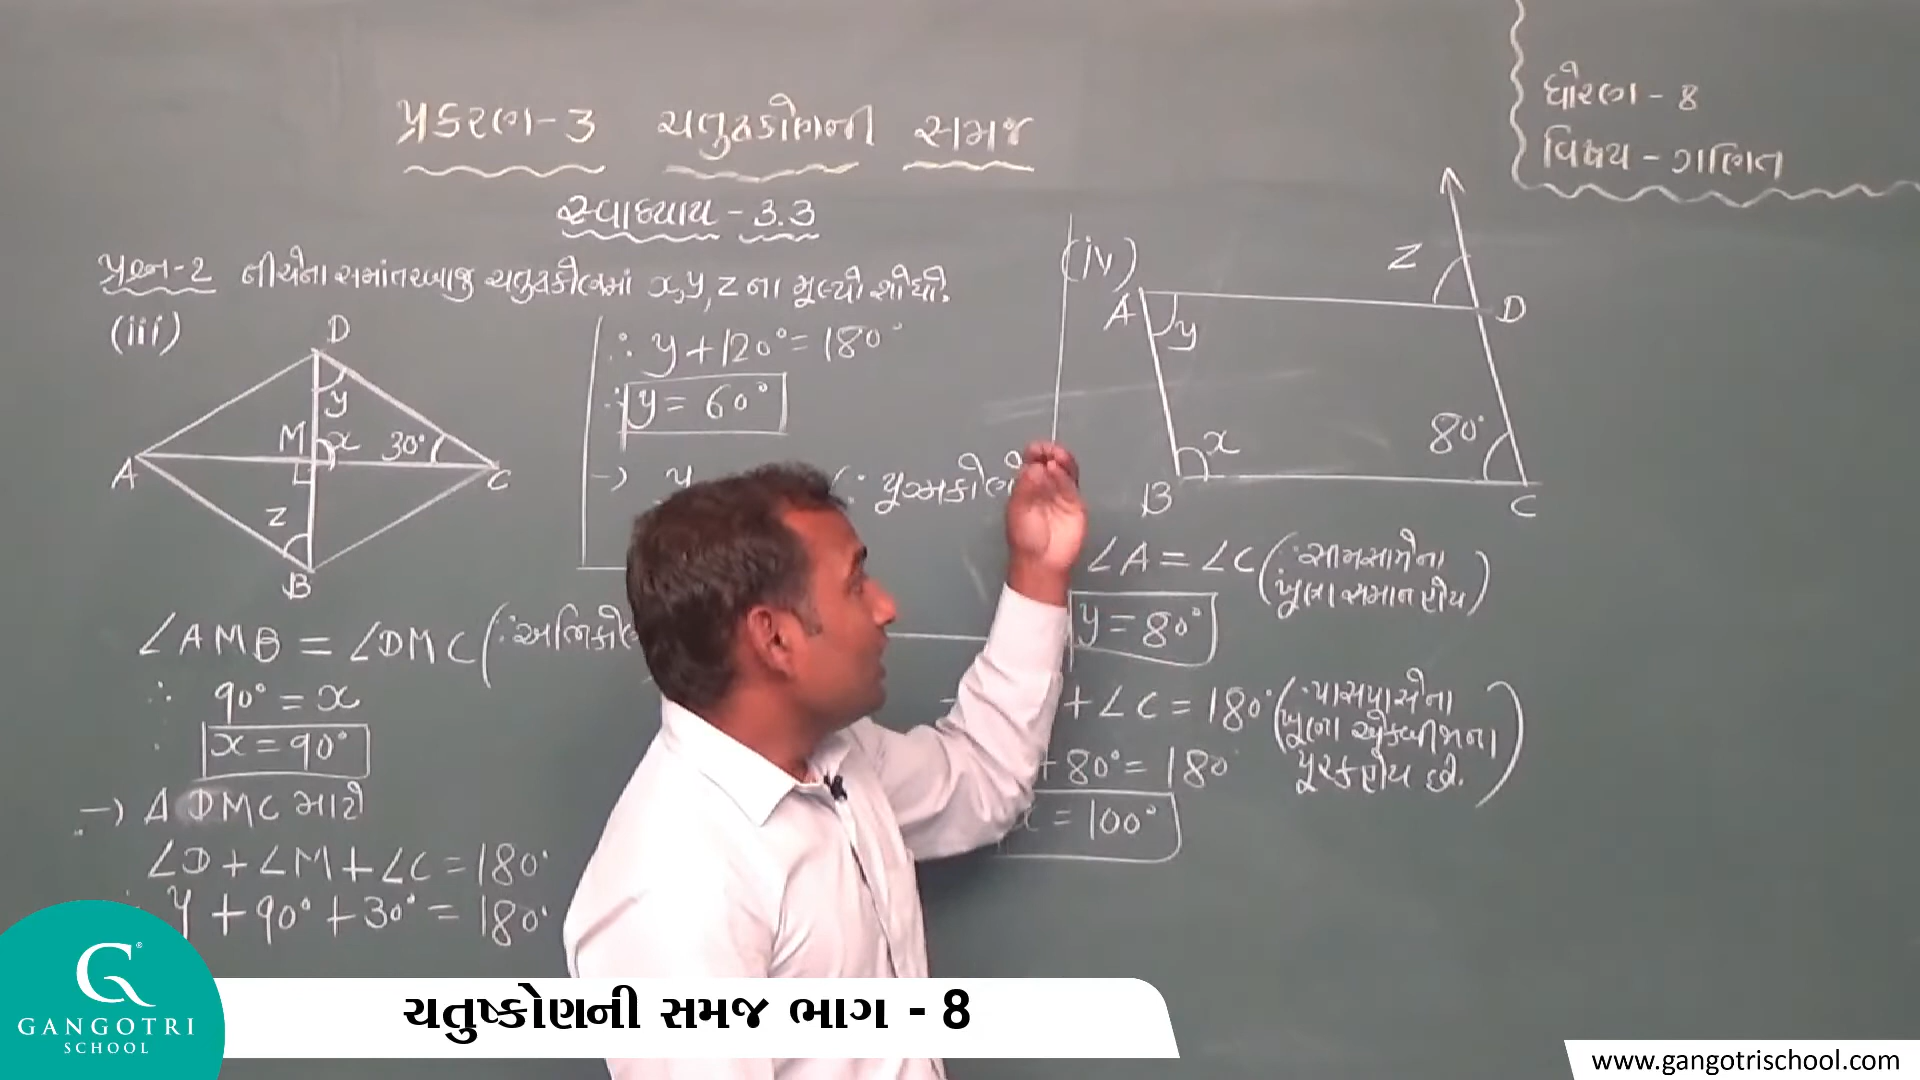 ધોરણ - 8
વિષય - ગણિત
પ્રકરણ - 3 ચતુષ્કોણની સમજ
સ્વાધ્યાય - 3.3
પ્રશ્ન-2 નીચેના સમાંતરબાજુ ચતુષ્કોણમાં x, y, z ના મૂલ્યો શોધો.
(iii)
D
y
M x 30°
A C
z
B
∠AMB = ∠DMC (∵
∴ 90° = x
x = 90°
→) Δ DMC માટે
∠D + ∠M + ∠C = 180°
y + 90° + 30° = 180°
∴ y + 120° = 180°
∴ y = 60°
→) y (∵ યુગ્મકોણ
(iv)
z
A y D
x 80°
B C
∠A = ∠C (∵ સામસામેના
ખૂણા સમાન હોય)
y = 80°
+ ∠C = 180° (∵ પાસપાસેના
ખૂણા એકબીજાના
પૂરક હોય છે.)
+ 80° = 180°
x = 100°
ચતુષ્કોણની સમજ ભાગ - 8
GANGOTRI
SCHOOL
www.gangotrischool.com